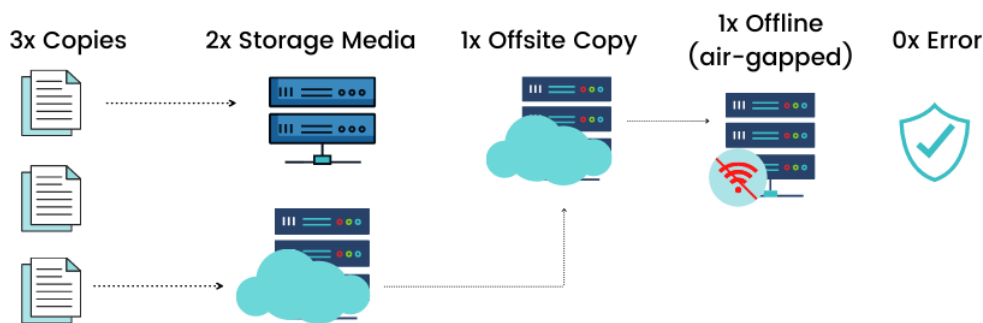 3x Copies
2x Storage Media
1x Offsite Copy
1x Offline
(air-gapped)
0x Error